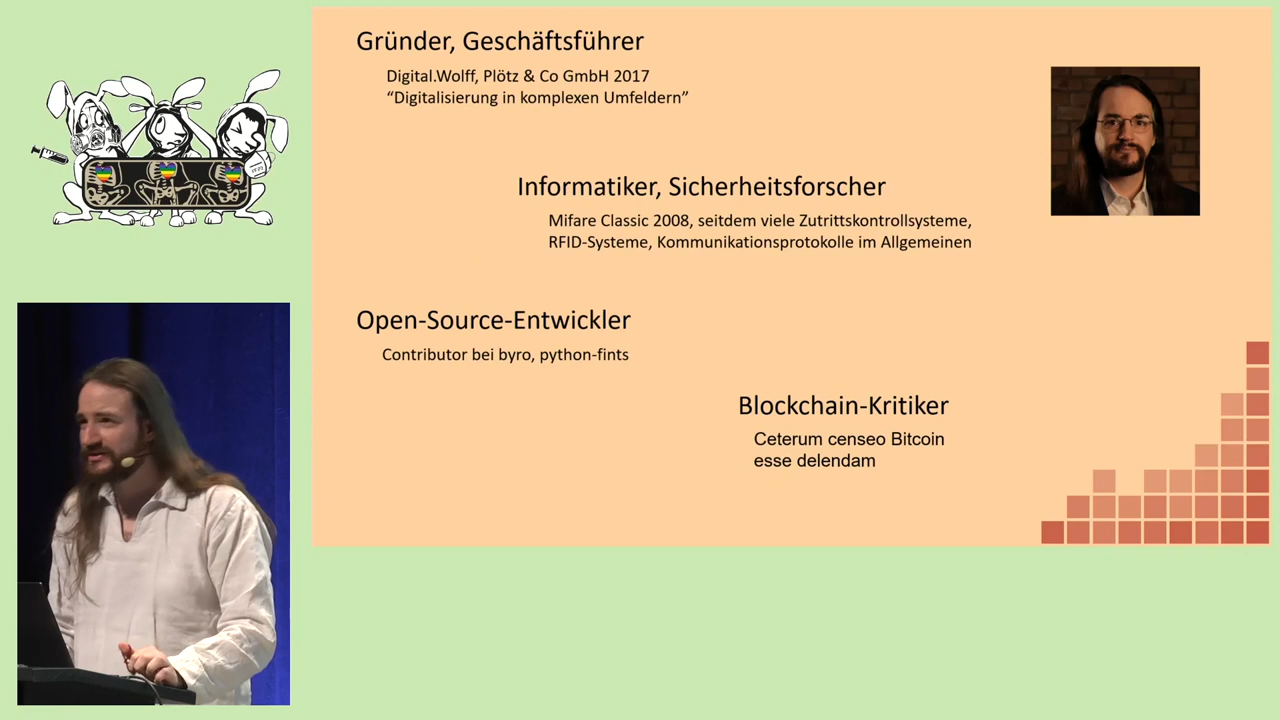 Gründer, Geschäftsführer
Digital.Wolff, Plötz & Co GmbH 2017
“Digitalisierung in komplexen Umfeldern”
Informatiker, Sicherheitsforscher
Mifare Classic 2008, seitdem viele Zutrittskontrollsysteme,
RFID-Systeme, Kommunikationsprotokolle im Allgemeinen
Open-Source-Entwickler
Contributor bei byro, python-fints
Blockchain-Kritiker
Ceterum censeo Bitcoin
esse delendam